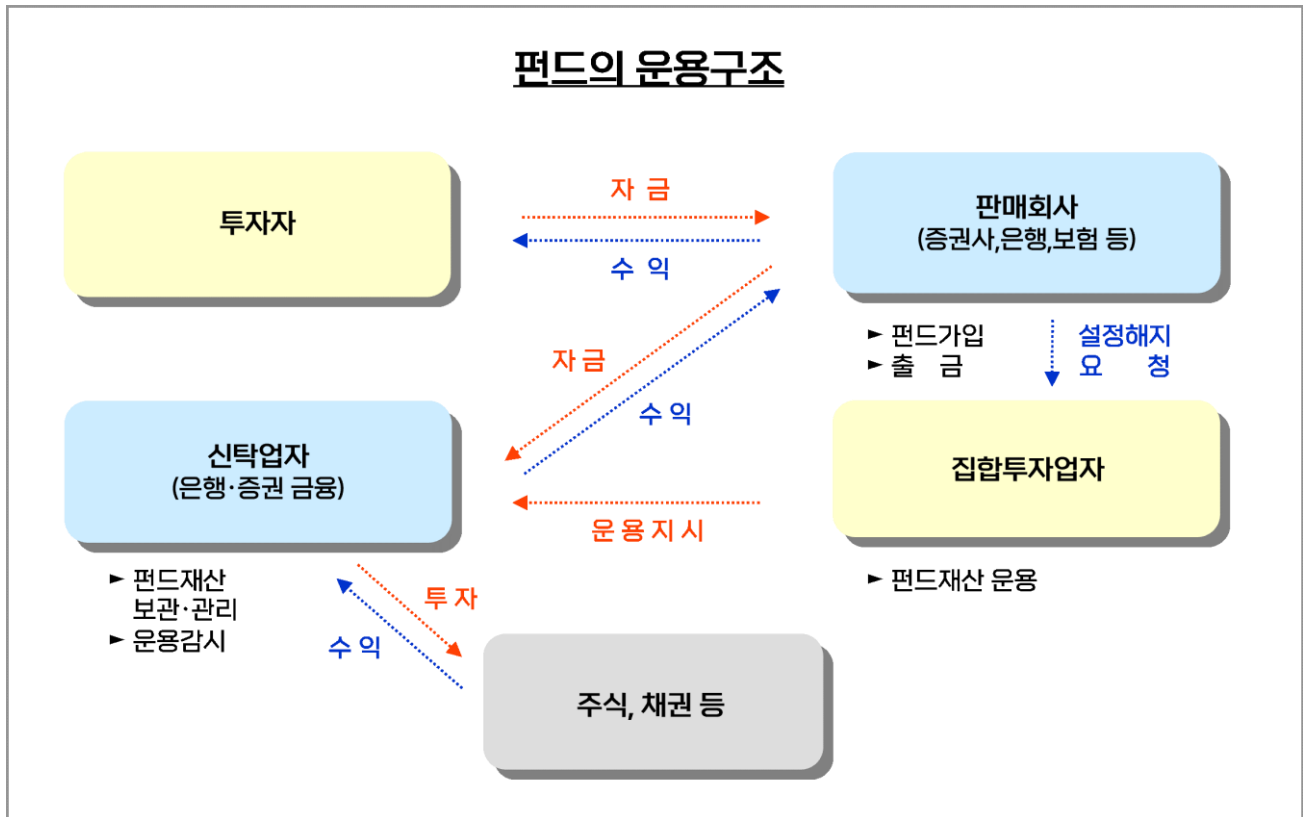 펀드의 운용구조
투자자
자 금
수 익
판매회사
(증권사,은행,보험 등)
► 펀드가입
► 출 금
설정해지
요 청
자 금
수 익
신탁업자
(은행·증권 금융)
집합투자업자
운 용 지 시
► 펀드재산
보관·관리
► 운용감시
► 펀드재산 운용
투 자
수 익
주식, 채권 등